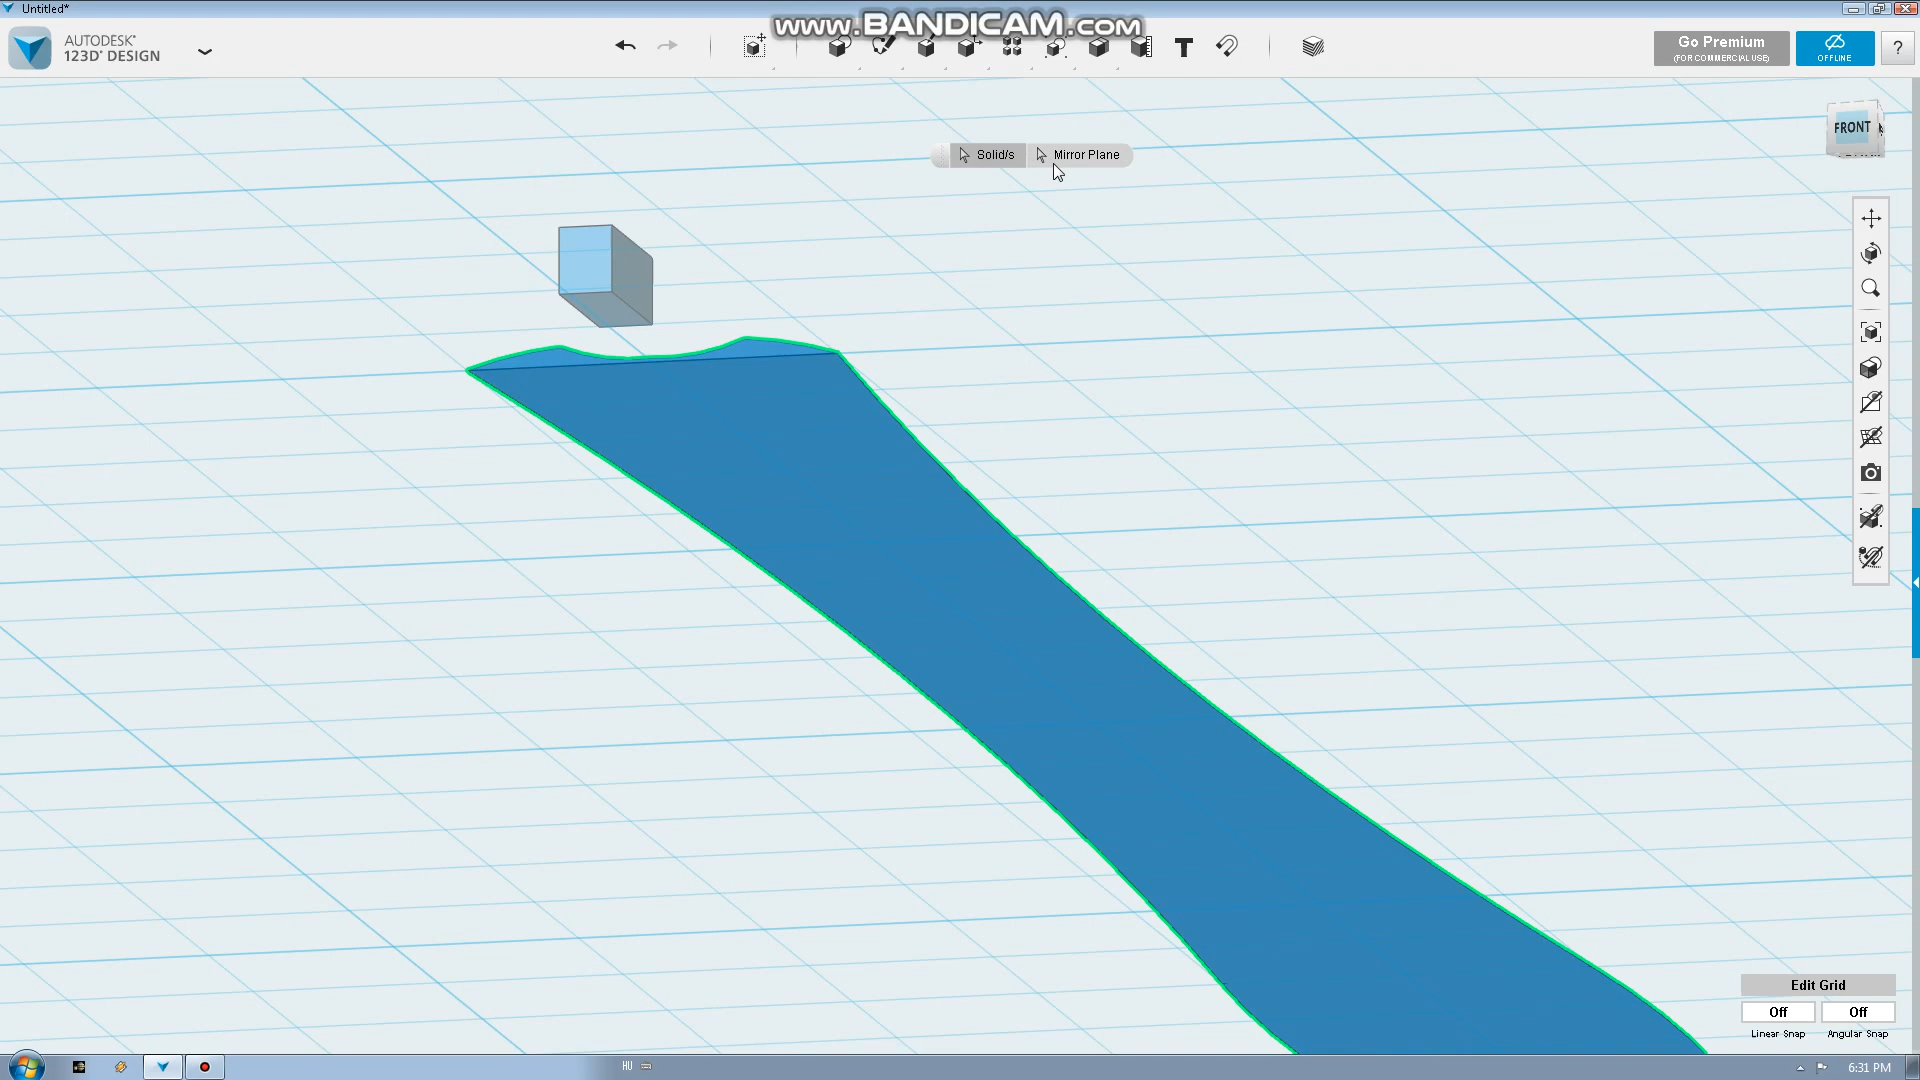 Untitled*
www.BANDICAM.com
AUTODESK®
123D® DESIGN
T
Go Premium
(FOR COMMERCIAL USE)
OFFLINE
?
FRONT
Solid/s
Mirror Plane
Edit Grid
Off
Off
Linear Snap
Angular Snap
HU
6:31 PM